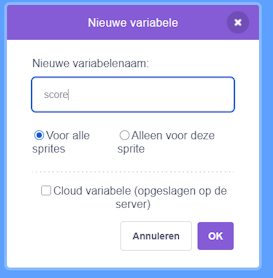 Nieuwe variabele
Nieuwe variabelenaam:
score
Voor alle sprites
Alleen voor deze sprite
Cloud variabele (opgeslagen op de
server)
Annuleren
OK